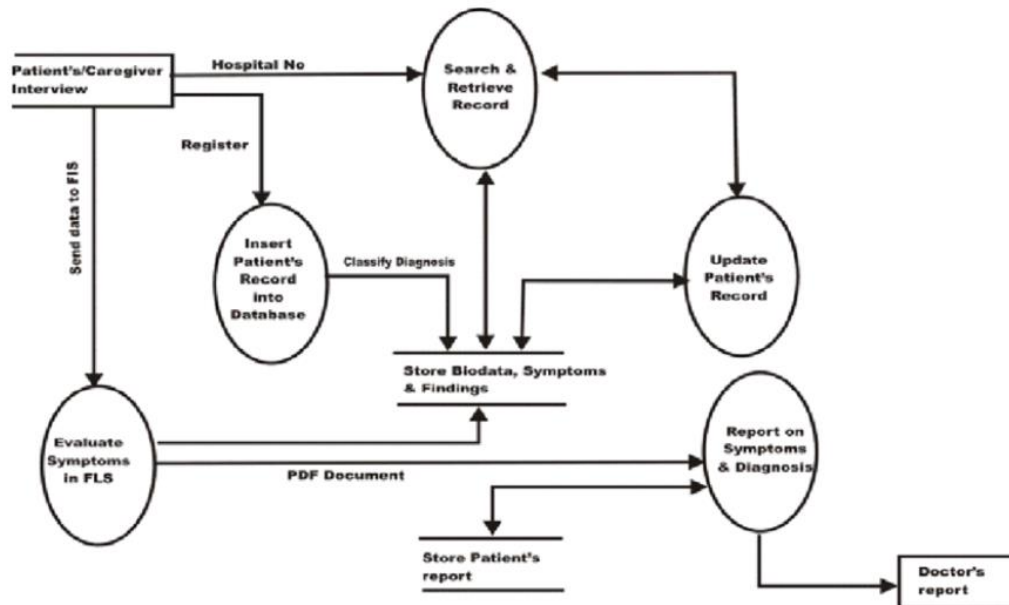 Patient's/Caregiver
Interview
Hospital No
Search &
Retrieve
Record
Register
Send data to FIS
Insert
Patient's
Record
into
Database
Classify Diagnosis
Update
Patient's
Record
Store Biodata, Symptoms
& Findings
Evaluate
Symptoms
in FLS
PDF Document
Report on
Symptoms
& Diagnosis
Store Patient's
report
Doctor's
report